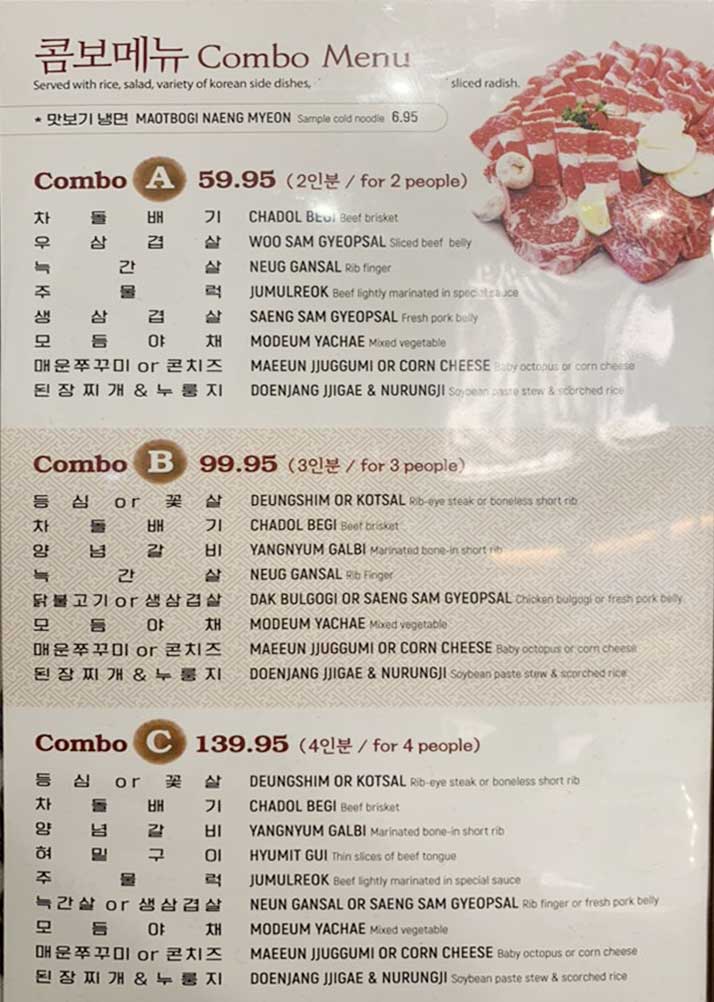 콤보메뉴 Combo Menu
Served with rice, salad, variety of korean side dishes, sliced radish.
* 맛보기 냉면 MAOTBOGI NAENG MYEON Sample cold noodle 6.95
Combo A 59.95 (2인분 / for 2 people)
차돌배기 CHADOL BEGI Beef brisket
우삼겹살 WOO SAM GYEOPSAL Sliced beef belly
늑간살 NEUG GANSAL Rib finger
주물럭 JUMULREOK Beef lightly marinated in special sauce
생삼겹살 SAENG SAM GYEOPSAL Fresh pork belly
모듬야채 MODEUM YACHAE Mixed vegetable
매운쭈꾸미 or 콘치즈 MAEEUN JJUGGUMI OR CORN CHEESE Baby octopus or corn cheese
된장찌개 & 누룽지 DOENJANG JJIGAE & NURUNGJI Soybean paste stew & scorched rice
Combo B 99.95 (3인분 / for 3 people)
등심 or 꽃살 DEUNGSHIM OR KOTSAL Rib-eye steak or boneless short rib
차돌배기 CHADOL BEGI Beef brisket
양념갈비 YANGNYUM GALBI Marinated bone-in short rib
늑간살 NEUG GANSAL Rib Finger
닭불고기 or 생삼겹살 DAK BULGOGI OR SAENG SAM GYEOPSAL Chicken bulgogi or fresh pork belly
모듬야채 MODEUM YACHAE Mixed vegetable
매운쭈꾸미 or 콘치즈 MAEEUN JJUGGUMI OR CORN CHEESE Baby octopus or corn cheese
된장찌개 & 누룽지 DOENJANG JJIGAE & NURUNGJI Soybean paste stew & scorched rice
Combo C 139.95 (4인분 / for 4 people)
등심 or 꽃살 DEUNGSHIM OR KOTSAL Rib-eye steak or boneless short rib
차돌배기 CHADOL BEGI Beef brisket
양념갈비 YANGNYUM GALBI Marinated bone-in short rib
혀밑구이 HYUMIT GUI Thin slices of beef tongue
주물럭 JUMULREOK Beef lightly marinated in special sauce
늑간살 or 생삼겹살 NEUN GANSAL OR SAENG SAM GYEOPSAL Rib finger or fresh pork belly
모듬야채 MODEUM YACHAE Mixed vegetable
매운쭈꾸미 or 콘치즈 MAEEUN JJUGGUMI OR CORN CHEESE Baby octopus or corn cheese
된장찌개 & 누룽지 DOENJANG JJIGAE & NURUNGJI Soybean paste stew & scorched rice